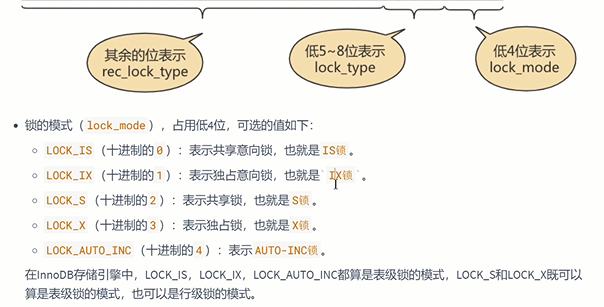 其余的位表示
rec_lock_type
低5~8位表示
lock_type
低4位表示
lock_mode
• 锁的模式（lock_mode），占用低4位，可选的值如下：
○ LOCK_IS（十进制的0）：表示共享意向锁，也就是IS锁。
○ LOCK_IX（十进制的1）：表示独占意向锁，也就是`IX锁`。
○ LOCK_S（十进制的2）：表示共享锁，也就是S锁。
○ LOCK_X（十进制的3）：表示独占锁，也就是X锁。
○ LOCK_AUTO_INC（十进制的4）：表示AUTO-INC锁。
在InnoDB存储引擎中，LOCK_IS，LOCK_IX，LOCK_AUTO_INC都算是表级锁的模式，LOCK_S和LOCK_X既可以
算是表级锁的模式，也可以是行级锁的模式。